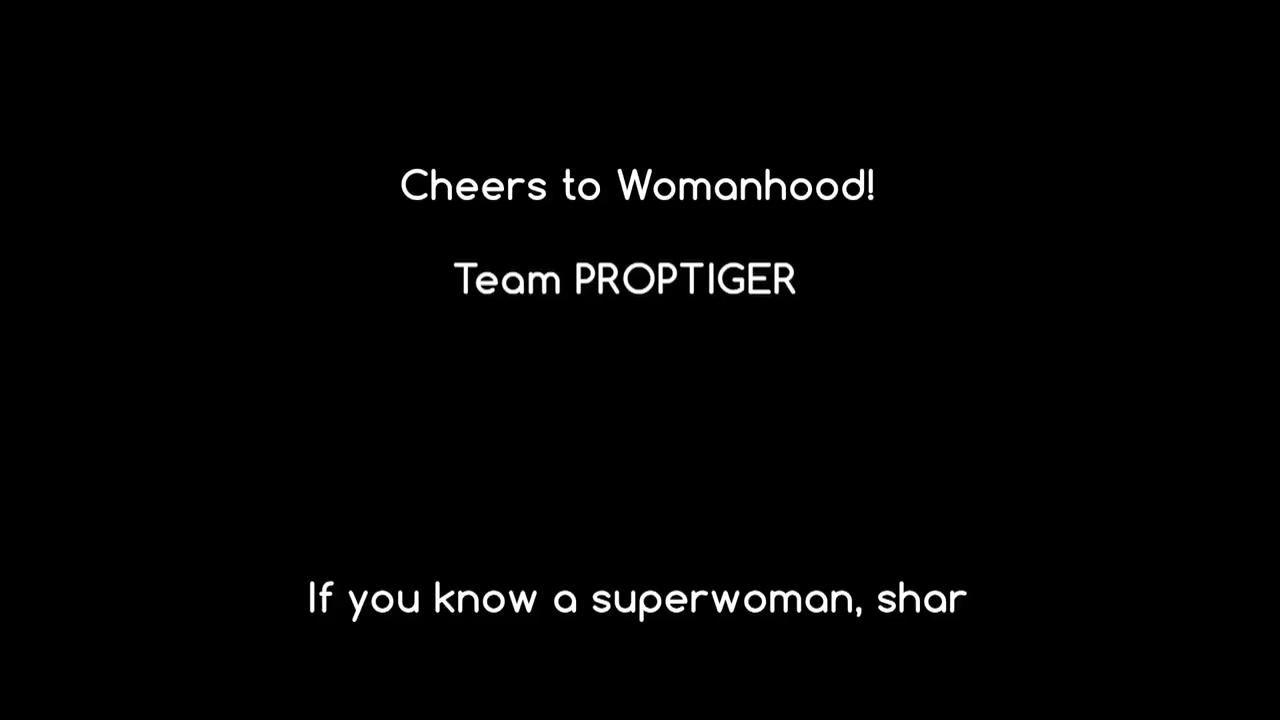 Cheers to Womanhood!
Team PROPTIGER
If you know a superwoman, shar